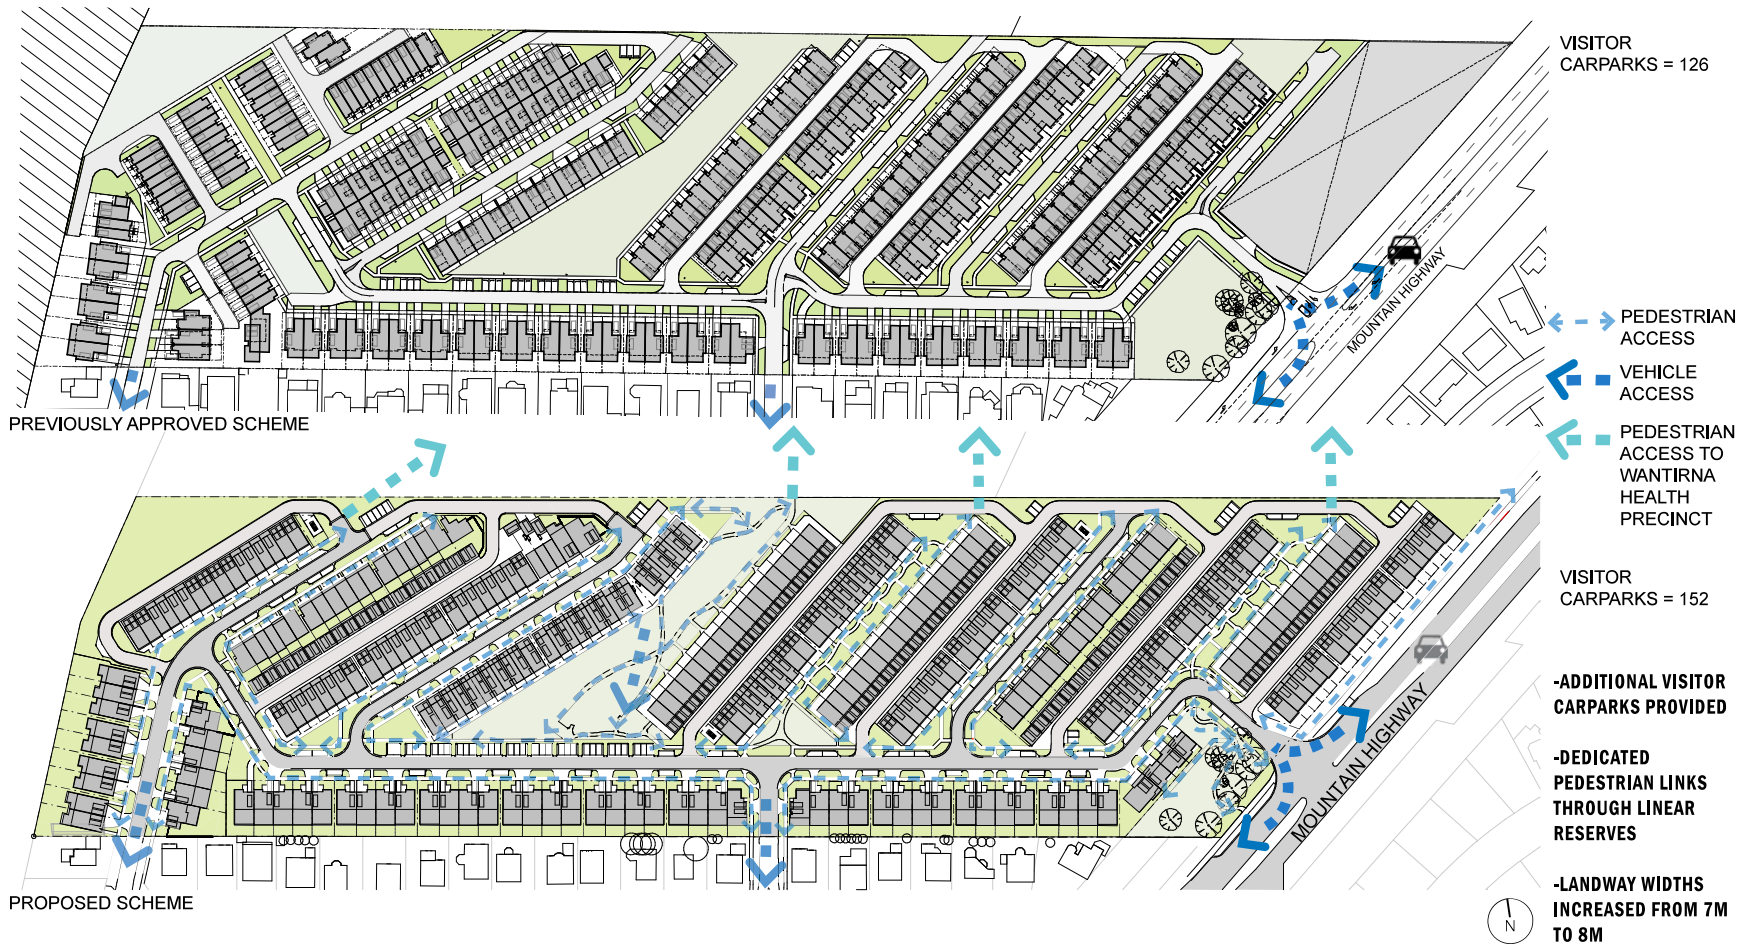 VISITOR
CARPARKS = 126
MOUNTAIN HIGHWAY
PEDESTRIAN
ACCESS
VEHICLE
ACCESS
PREVIOUSLY APPROVED SCHEME
PEDESTRIAN
ACCESS TO
WANTIRNA
HEALTH
PRECINCT
VISITOR
CARPARKS = 152
-ADDITIONAL VISITOR
CARPARKS PROVIDED
MOUNTAIN HIGHWAY
-DEDICATED
PEDESTRIAN LINKS
THROUGH LINEAR
RESERVES
-LANDWAY WIDTHS
INCREASED FROM 7M
TO 8M
PROPOSED SCHEME
N